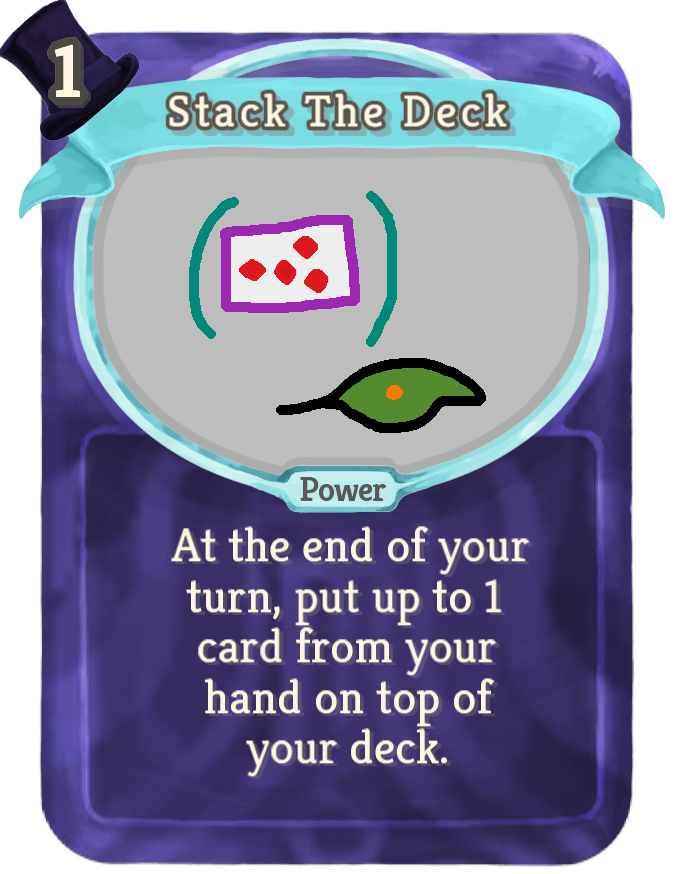 1
Stack The Deck
Power
At the end of your
turn, put up to 1
card from your
hand on top of
your deck.